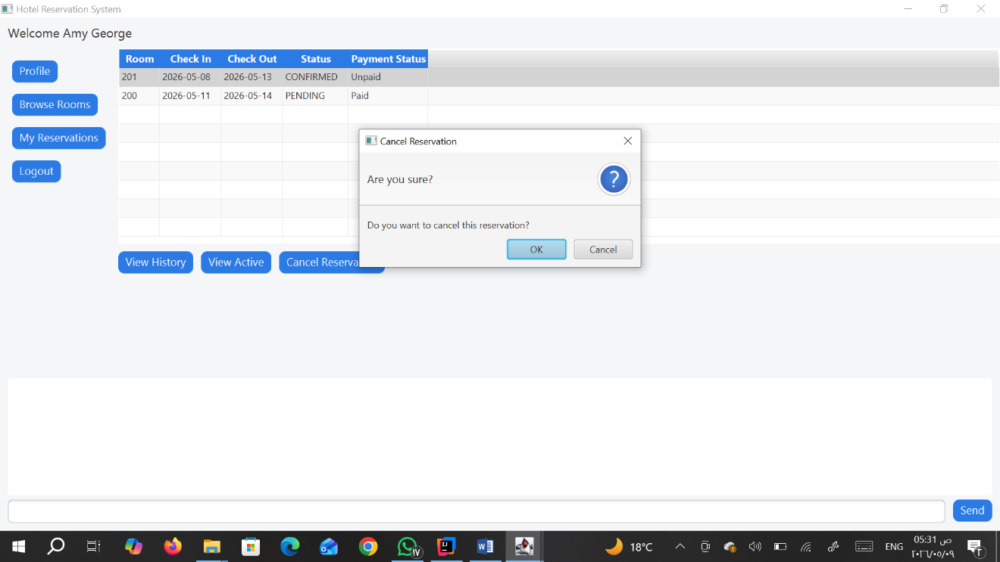 Hotel Reservation System
Welcome Amy George
Profile
Browse Rooms
My Reservations
Logout
Room Check In Check Out Status Payment Status
201 2026-05-08 2026-05-13 CONFIRMED Unpaid
200 2026-05-11 2026-05-14 PENDING Paid
Cancel Reservation
Are you sure?
?
Do you want to cancel this reservation?
OK Cancel
View History View Active Cancel Reserva
Send
18°C ENG 05:31 ص
٢٠٢٦/٠٥/٠٩